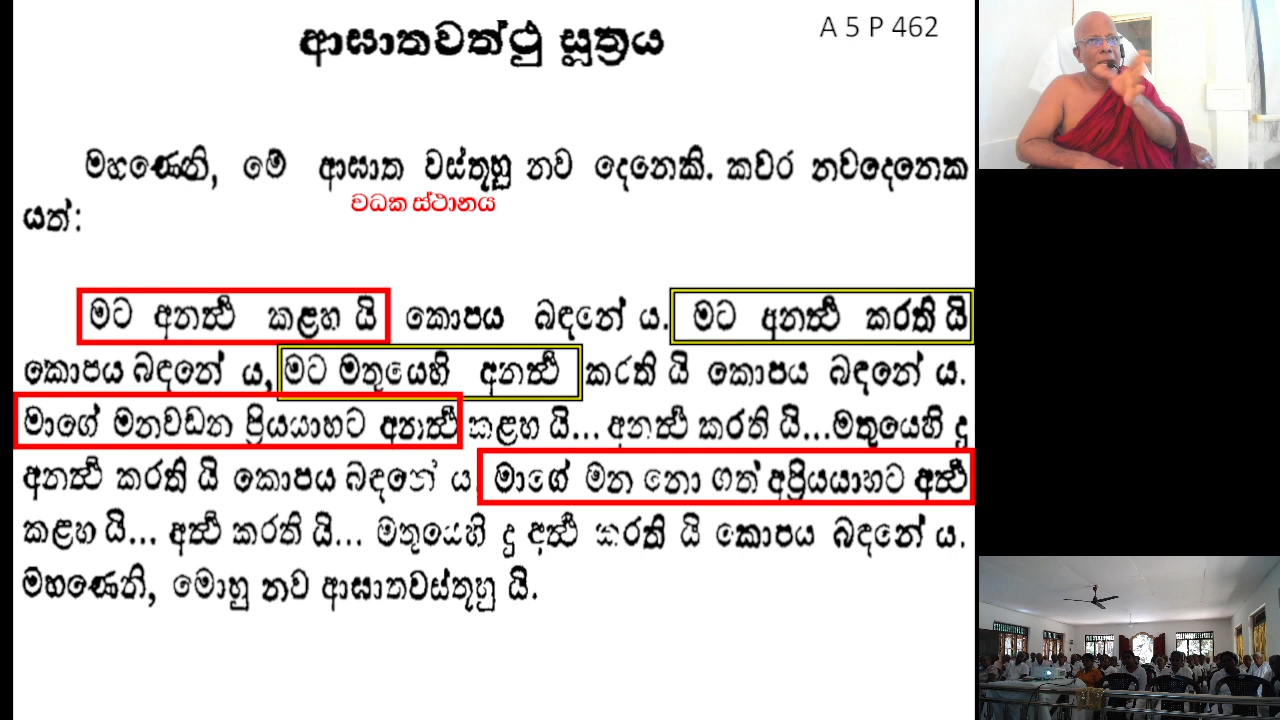 ආඝාතවත්ථු සූත්‍රය
A 5 P 462
මහණෙනි, මේ ආඝාත වස්තූහු නව දෙනෙකි. කවර නවදෙනෙක
වධක ස්ථානය
යත්:
මට අනර්‍ත්‍ථ කළහ යි කොපය බඳනේ ය. මට අනර්‍ත්‍ථ කරති යි
කොපය බඳනේ ය, මට මතුයෙහි අනර්‍ත්‍ථ කරති යි කොපය බඳනේ ය.
මාගේ මනවඩන ප්‍රියයාහට අනර්‍ත්‍ථ කළහ යි... අනර්‍ත්‍ථ කරති යි...මතුයෙහි දු
අනර්‍ත්‍ථ කරති යි කොපය බඳනේ ය. මාගේ මන නො ගත් අප්‍රියයාහට අර්‍ත්‍ථ
කළහ යි... අර්‍ත්‍ථ කරති යි... මතුයෙහි දු අර්‍ත්‍ථ කරති යි කොපය බඳනේ ය.
මහණෙනි, මොහු නව ආඝාතවස්තූහු යි.